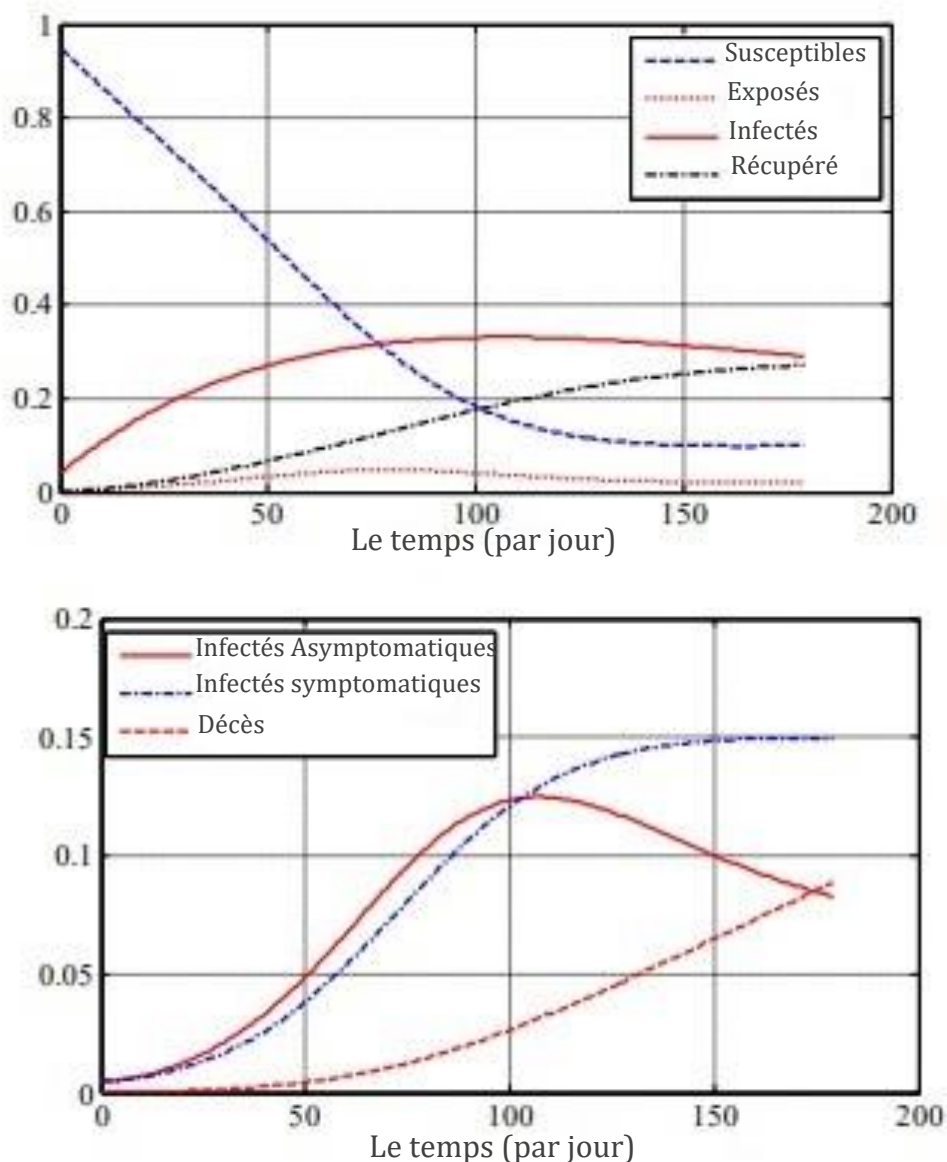 1
0.8
0.6
0.4
0.2
0
Susceptibles
Exposés
Infectés
Récupéré
0 50 100 150 200
Le temps (par jour)
0.2
0.15
0.1
0.05
0
Infectés Asymptomatiques
Infectés symptomatiques
Décès
0 50 100 150 200
Le temps (par jour)